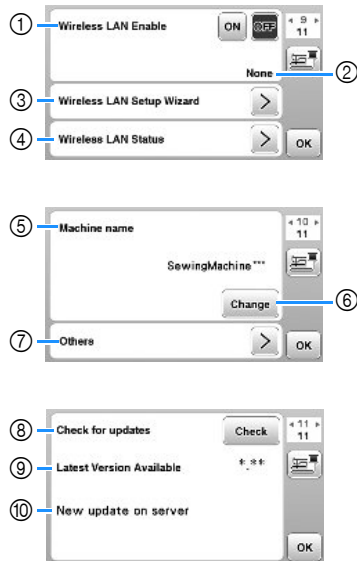 ① Wireless LAN Enable ON OFF 9
11
None ②
③ Wireless LAN Setup Wizard >
④ Wireless LAN Status > OK
⑤ Machine name 10
11
SewingMachine***
Change ⑥
⑦ Others > OK
⑧ Check for updates Check 11
11
⑨ Latest Version Available *.**
⑩ New update on server
OK